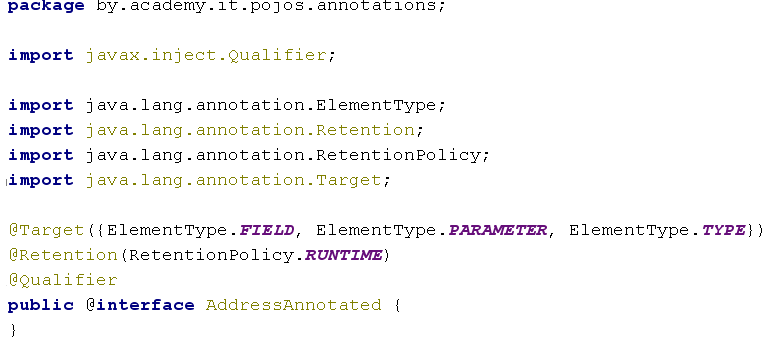 package by.academy.it.pojos.annotations;
import javax.inject.Qualifier;
import java.lang.annotation.ElementType;
import java.lang.annotation.Retention;
import java.lang.annotation.RetentionPolicy;
import java.lang.annotation.Target;
@Target({ElementType.FIELD, ElementType.PARAMETER, ElementType.TYPE})
@Retention(RetentionPolicy.RUNTIME)
@Qualifier
public @interface AddressAnnotated {
}